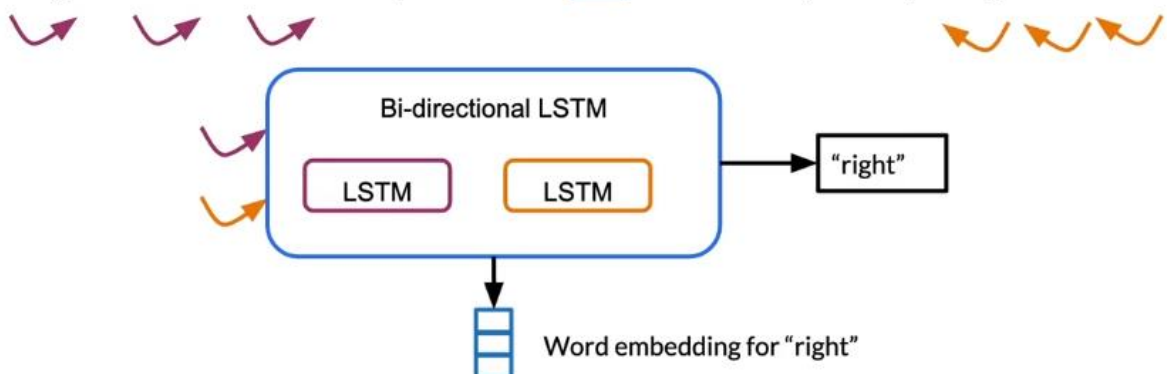 Bi-directional LSTM
LSTM LSTM
“right”
Word embedding for “right”